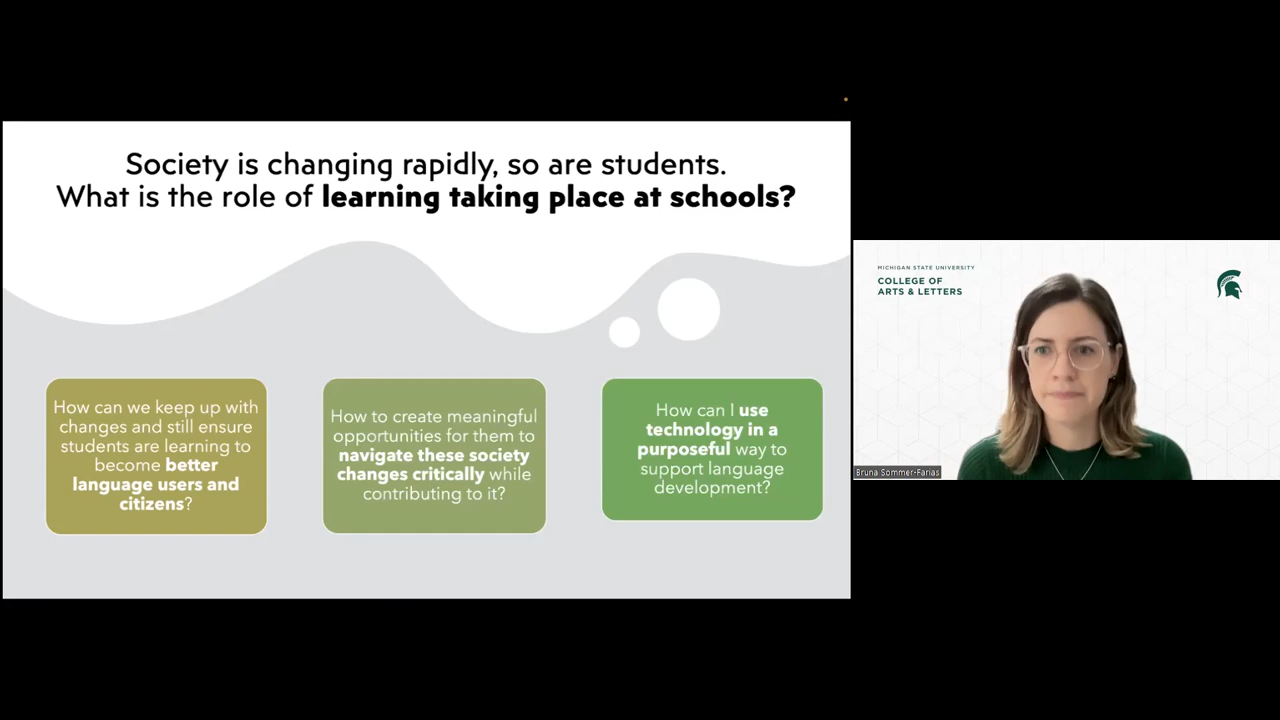 Society is changing rapidly, so are students.
What is the role of learning taking place at schools?
How can we keep up with
changes and still ensure
students are learning to
become better
language users and
citizens?
How to create meaningful
opportunities for them to
navigate these society
changes critically while
contributing to it?
How can I use
technology in a
purposeful way to
support language
development?
MICHIGAN STATE UNIVERSITY
COLLEGE OF
ARTS & LETTERS
Bruna Sommer-Farias